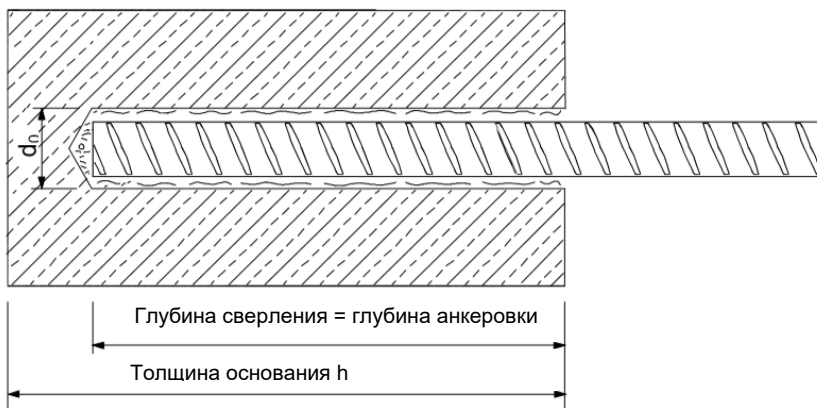 d₀
Глубина сверления = глубина анкеровки
Толщина основания h